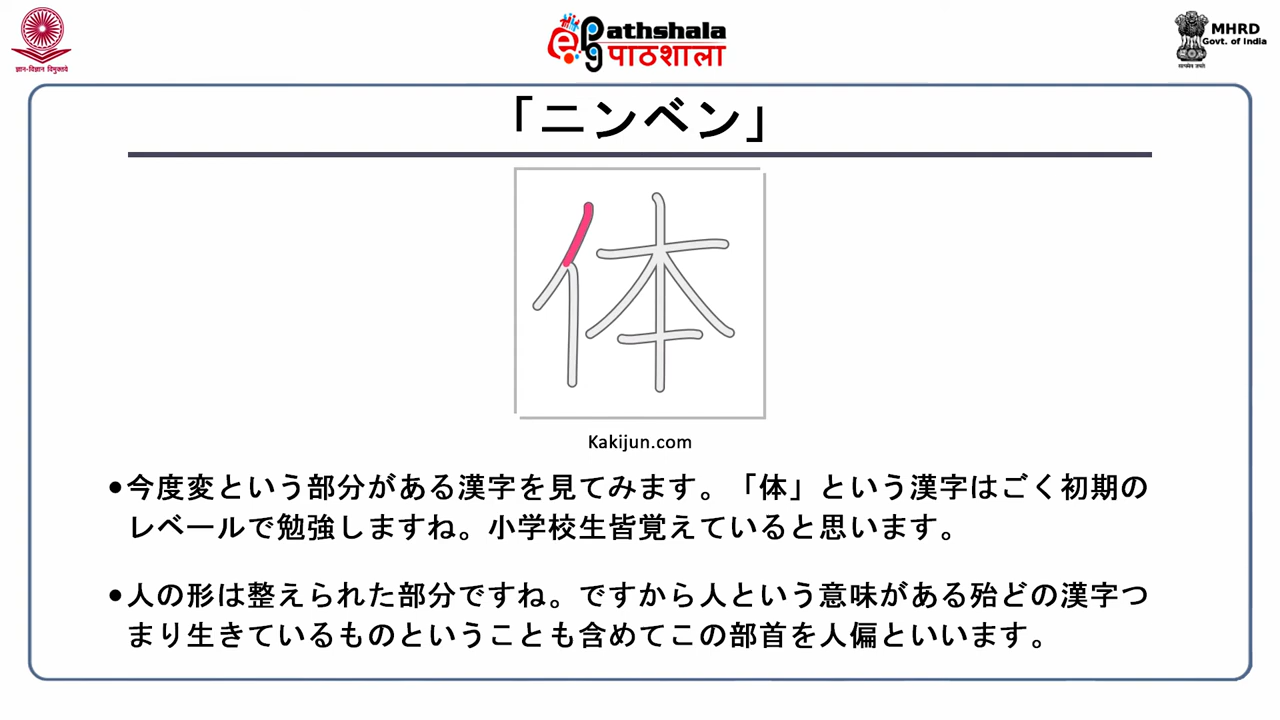 ज्ञान-विज्ञान विमुक्तये
ePathshala
पाठशाला
MHRD
Govt. of India
सत्यमेव जयते
「ニンベン」
体
Kakijun.com
•今度変という部分がある漢字を見てみます。「体」という漢字はごく初期の
レベールで勉強しますね。小学校生皆覚えていると思います。
•人の形は整えられた部分ですね。ですから人という意味がある殆どの漢字つ
まり生きているものということも含めてこの部首を人偏といいます。